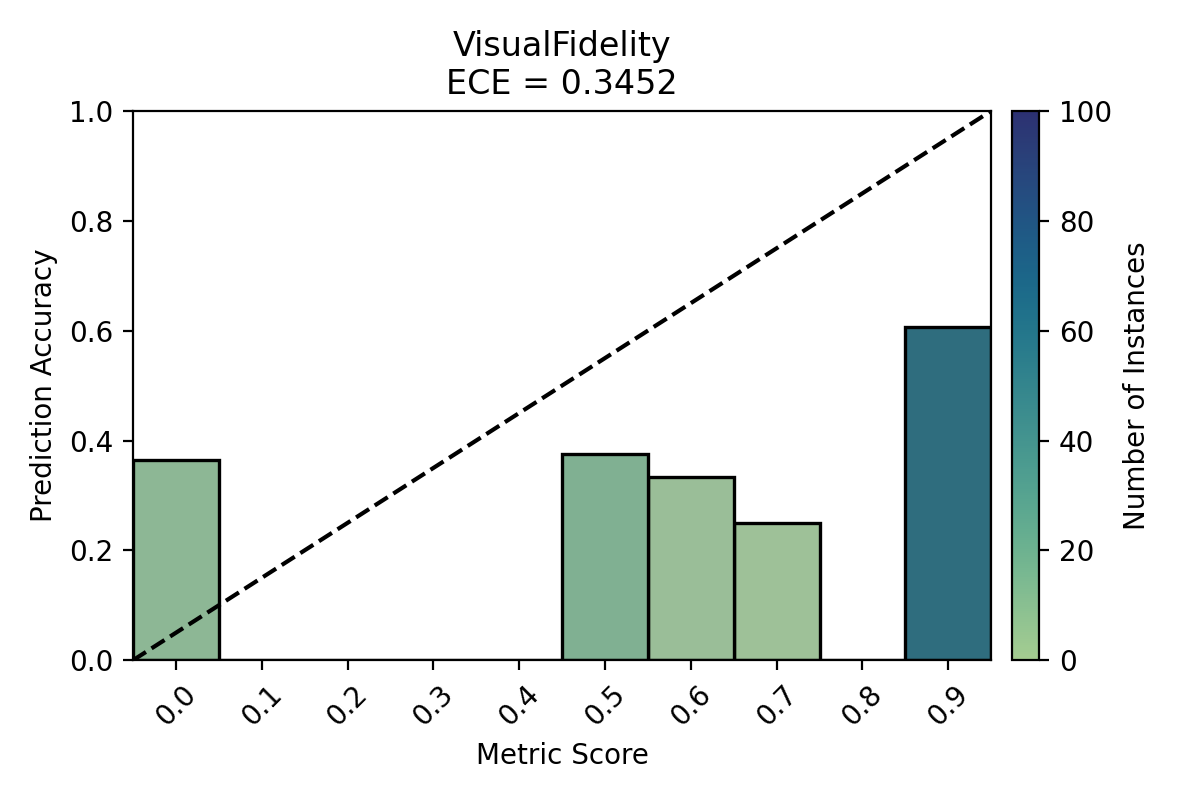 VisualFidelity
ECE = 0.3452
Prediction Accuracy
1.0
0.8
0.6
0.4
0.2
0.0
0.0 0.1 0.2 0.3 0.4 0.5 0.6 0.7 0.8 0.9
Metric Score
100
80
60
40
20
0
Number of Instances